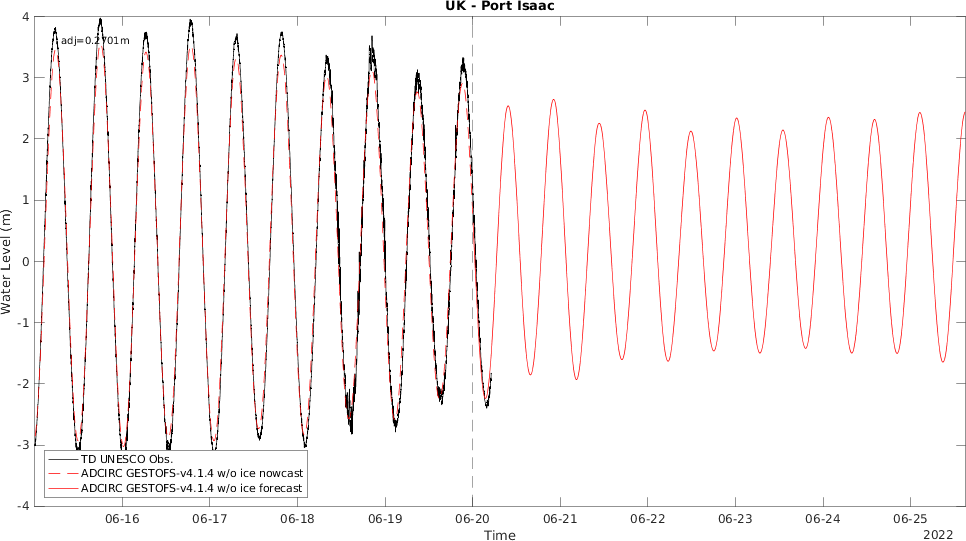 UK - Port Isaac
adj=0.2701m
Water Level (m)
4
3
2
1
0
-1
-2
-3
-4
TD UNESCO Obs.
ADCIRC GESTOFS-v4.1.4 w/o ice nowcast
ADCIRC GESTOFS-v4.1.4 w/o ice forecast
06-16 06-17 06-18 06-19 06-20 06-21 06-22 06-23 06-24 06-25
Time
2022